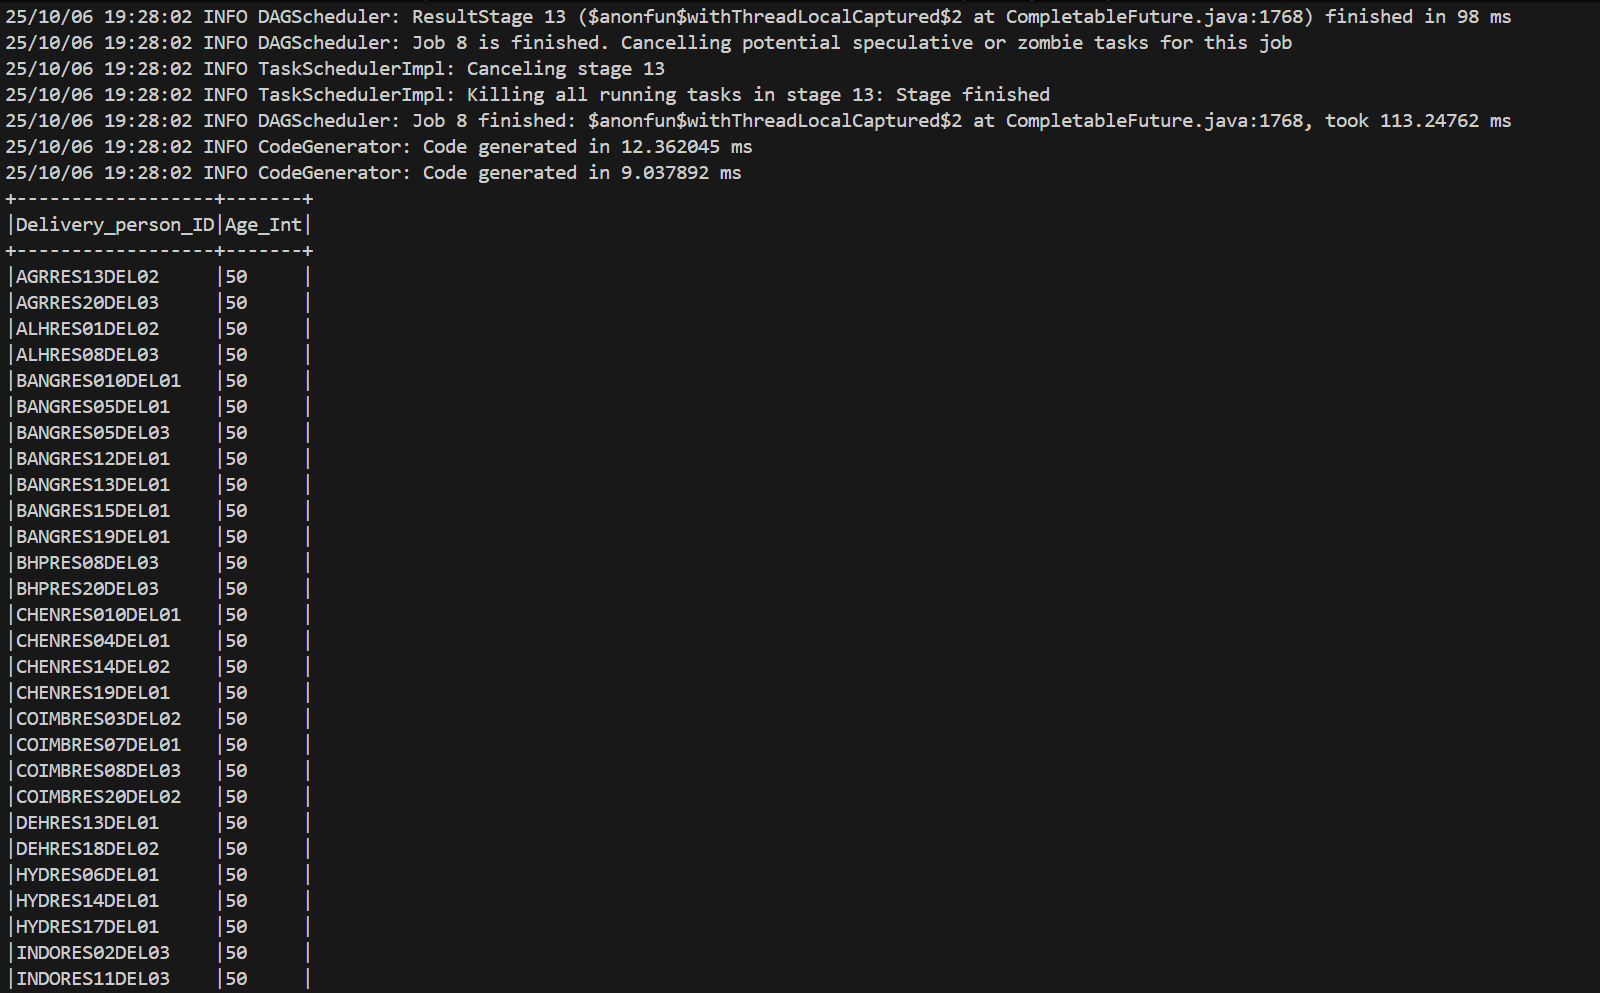 25/10/06 19:28:02 INFO DAGScheduler: ResultStage 13 ($anonfun$withThreadLocalCaptured$2 at CompletableFuture.java:1768) finished in 98 ms
25/10/06 19:28:02 INFO DAGScheduler: Job 8 is finished. Cancelling potential speculative or zombie tasks for this job
25/10/06 19:28:02 INFO TaskSchedulerImpl: Canceling stage 13
25/10/06 19:28:02 INFO TaskSchedulerImpl: Killing all running tasks in stage 13: Stage finished
25/10/06 19:28:02 INFO DAGScheduler: Job 8 finished: $anonfun$withThreadLocalCaptured$2 at CompletableFuture.java:1768, took 113.24762 ms
25/10/06 19:28:02 INFO CodeGenerator: Code generated in 12.362045 ms
25/10/06 19:28:02 INFO CodeGenerator: Code generated in 9.037892 ms
+------------------+-------+
|Delivery_person_ID|Age_Int|
+------------------+-------+
|AGRRES13DEL02     |50     |
|AGRRES20DEL03     |50     |
|ALHRES01DEL02     |50     |
|ALHRES08DEL03     |50     |
|BANGRES010DEL01   |50     |
|BANGRES05DEL01    |50     |
|BANGRES05DEL03    |50     |
|BANGRES12DEL01    |50     |
|BANGRES13DEL01    |50     |
|BANGRES15DEL01    |50     |
|BANGRES19DEL01    |50     |
|BHPRES08DEL03     |50     |
|BHPRES20DEL03     |50     |
|CHENRES010DEL01   |50     |
|CHENRES04DEL01    |50     |
|CHENRES14DEL02    |50     |
|CHENRES19DEL01    |50     |
|COIMBRES03DEL02   |50     |
|COIMBRES07DEL01   |50     |
|COIMBRES08DEL03   |50     |
|COIMBRES20DEL02   |50     |
|DEHRES13DEL01     |50     |
|DEHRES18DEL02     |50     |
|HYDRES06DEL01     |50     |
|HYDRES14DEL01     |50     |
|HYDRES17DEL01     |50     |
|INDORES02DEL03    |50     |
|INDORES11DEL03    |50     |